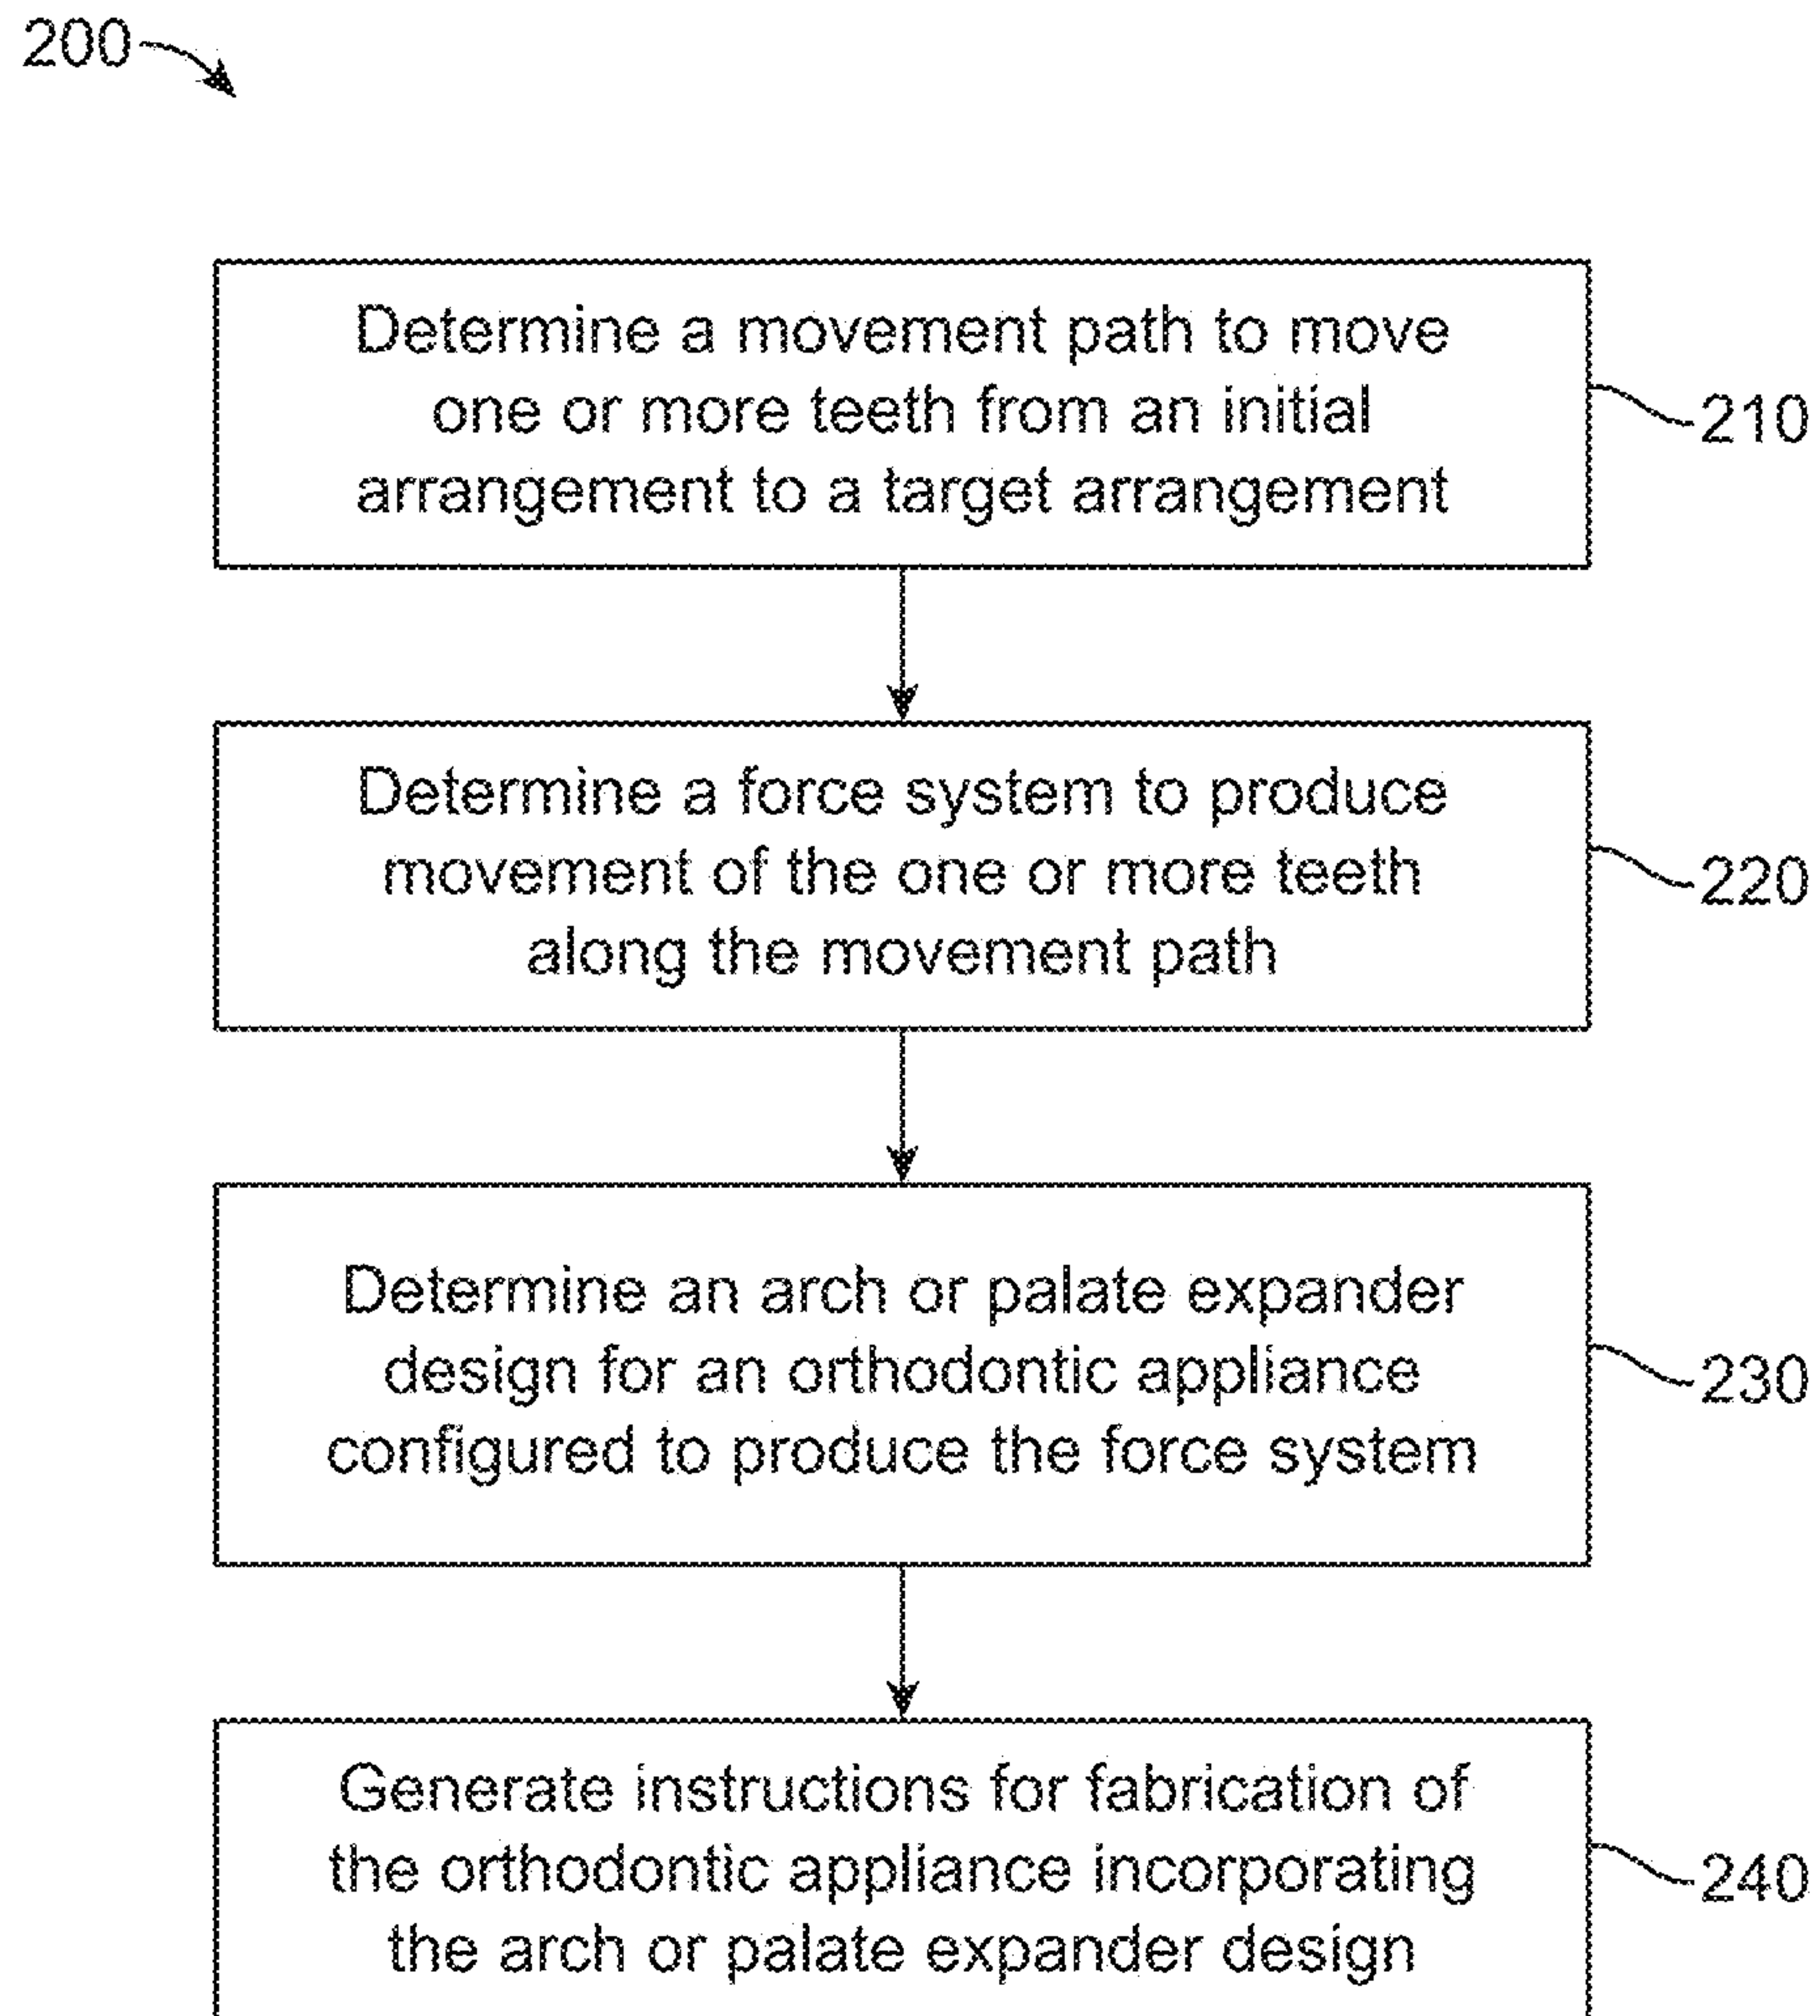 200
Determine a movement path to move
one or more teeth from an initial
arrangement to a target arrangement
210
Determine a force system to produce
movement of the one or more teeth
along the movement path
220
Determine an arch or palate expander
design for an orthodontic appliance
configured to produce the force system
230
Generate instructions for fabrication of
the orthodontic appliance incorporating
the arch or palate expander design
240